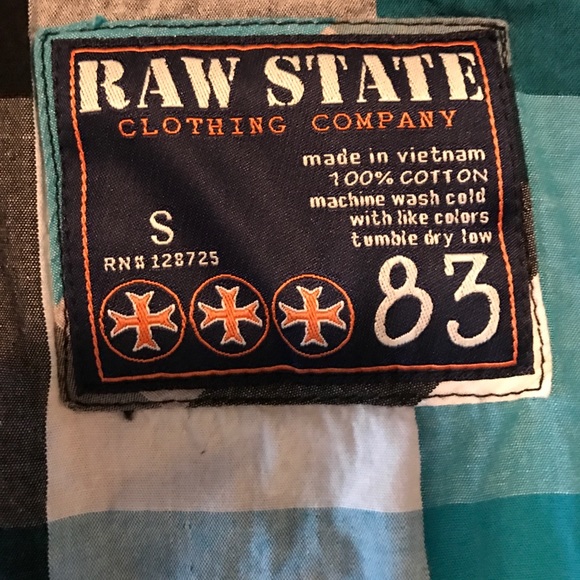 RAW STATE
CLOTHING COMPANY
made in vietnam
100% COTTON
machine wash cold
with like colors
tumble dry low
S
RN# 128725
83